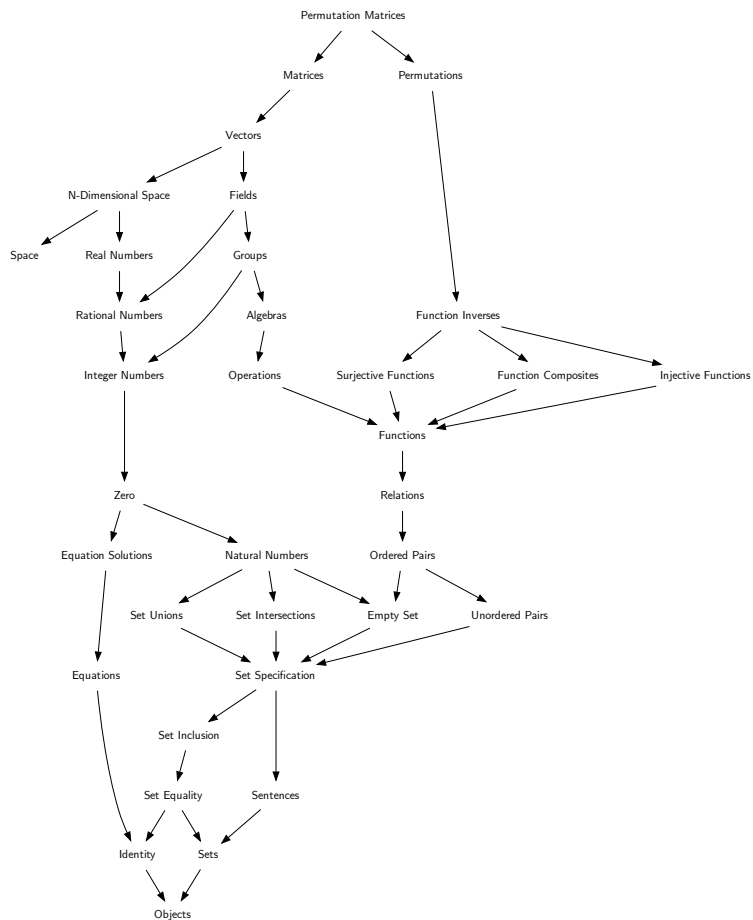 Permutation Matrices
Matrices
Permutations
Vectors
N-Dimensional Space
Fields
Space
Real Numbers
Groups
Rational Numbers
Algebras
Function Inverses
Integer Numbers
Operations
Surjective Functions
Function Composites
Injective Functions
Functions
Zero
Relations
Equation Solutions
Natural Numbers
Ordered Pairs
Set Unions
Set Intersections
Empty Set
Unordered Pairs
Equations
Set Specification
Set Inclusion
Set Equality
Sentences
Identity
Sets
Objects